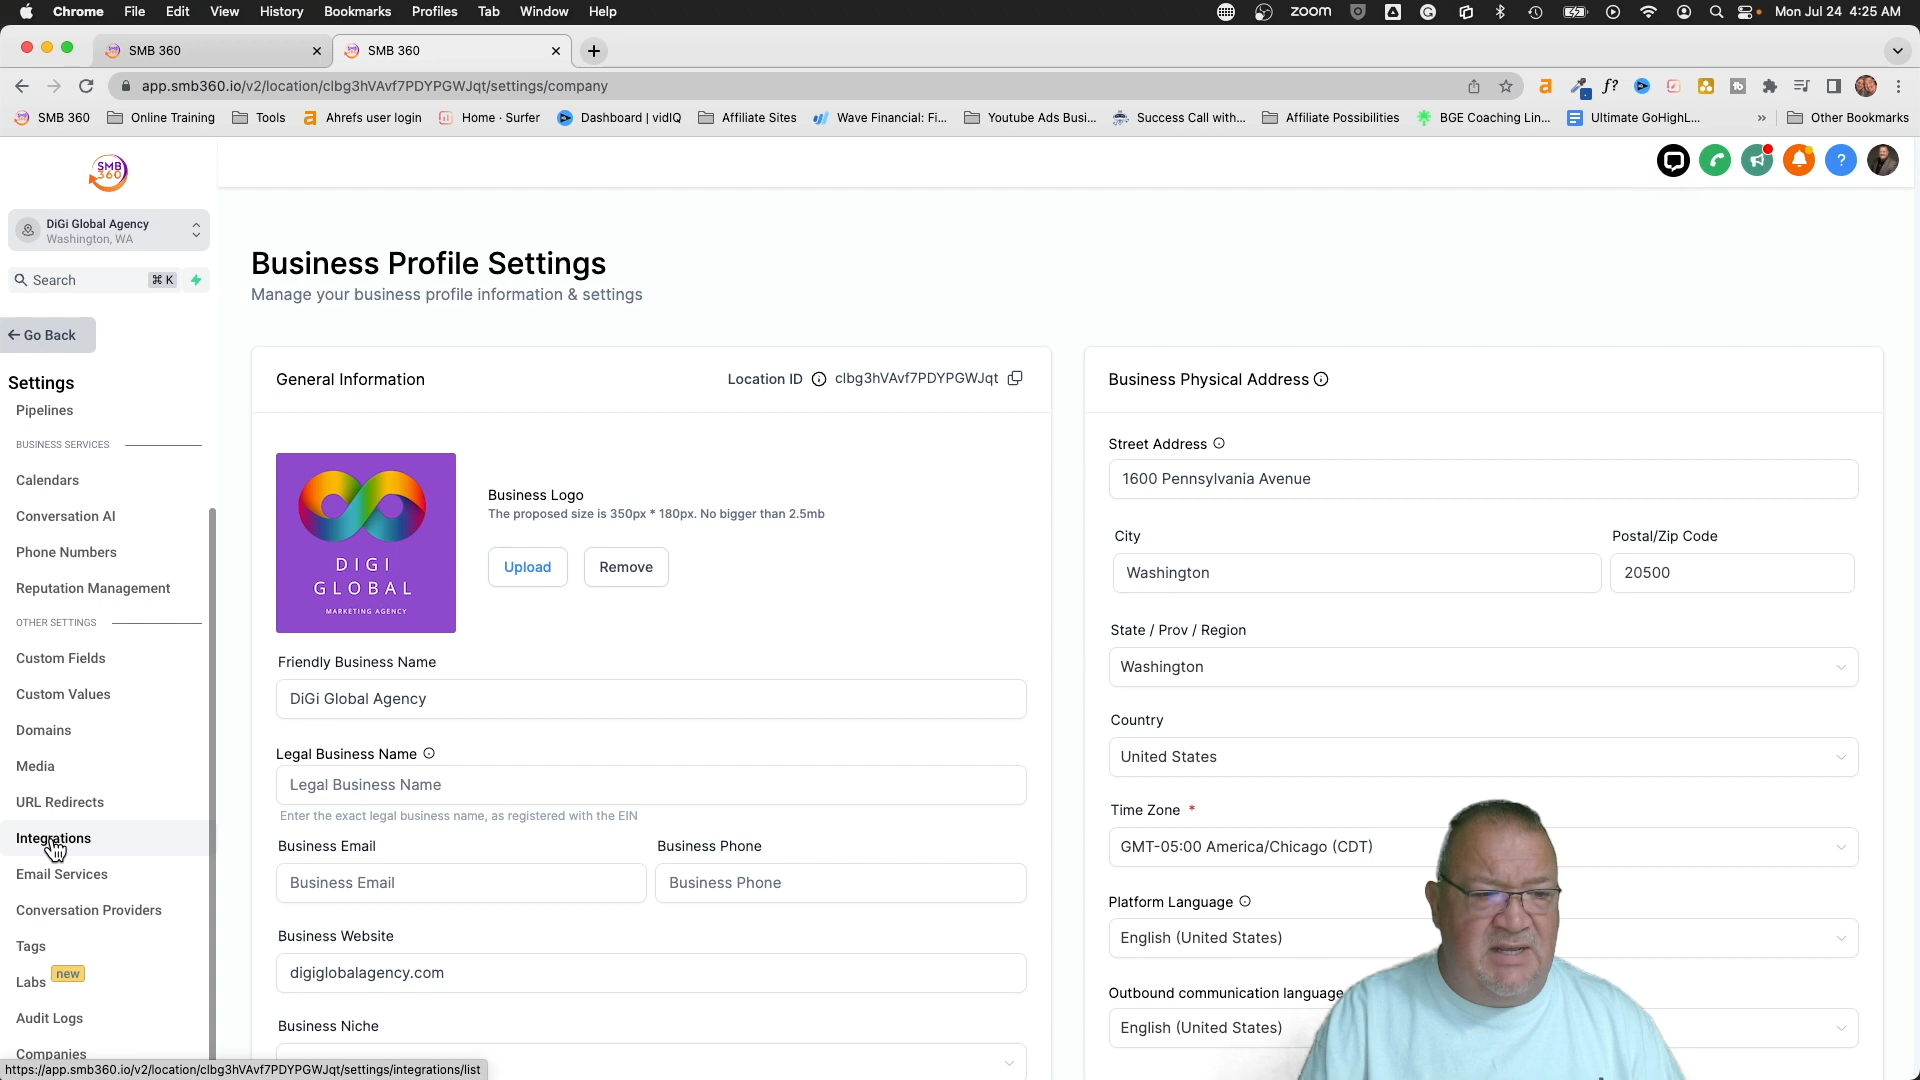 Chrome File Edit View History Bookmarks Profiles Tab Window Help
zoom Mon Jul 24 4:25 AM
SMB 360
SMB 360
app.smb360.io/v2/location/clbg3hVAvf7PDYPGWJqt/settings/company
SMB 360 Online Training Tools Ahrefs user login Home · Surfer Dashboard | vidIQ Affiliate Sites Wave Financial: Fi... Youtube Ads Busi... Success Call with... Affiliate Possibilities BGE Coaching Lin... Ultimate GoHighL... » Other Bookmarks
SMB
360
DiGi Global Agency
Washington, WA
Search ⌘ K
Go Back
Settings
Pipelines
BUSINESS SERVICES
Calendars
Conversation AI
Phone Numbers
Reputation Management
OTHER SETTINGS
Custom Fields
Custom Values
Domains
Media
URL Redirects
Integrations
Email Services
Conversation Providers
Tags
Labs new
Audit Logs
Companies
https://app.smb360.io/v2/location/clbg3hVAvf7PDYPGWJqt/settings/integrations/list
Business Profile Settings
Manage your business profile information & settings
General Information
Location ID clbg3hVAvf7PDYPGWJqt
DIGI
GLOBAL
MARKETING AGENCY
Business Logo
The proposed size is 350px * 180px. No bigger than 2.5mb
Upload Remove
Friendly Business Name
DiGi Global Agency
Legal Business Name
Legal Business Name
Enter the exact legal business name, as registered with the EIN
Business Email Business Phone
Business Email Business Phone
Business Website
digiglobalagency.com
Business Niche
Business Physical Address
Street Address
1600 Pennsylvania Avenue
City Postal/Zip Code
Washington 20500
State / Prov / Region
Washington
Country
United States
Time Zone *
GMT-05:00 America/Chicago (CDT)
Platform Language
English (United States)
Outbound communication language
English (United States)